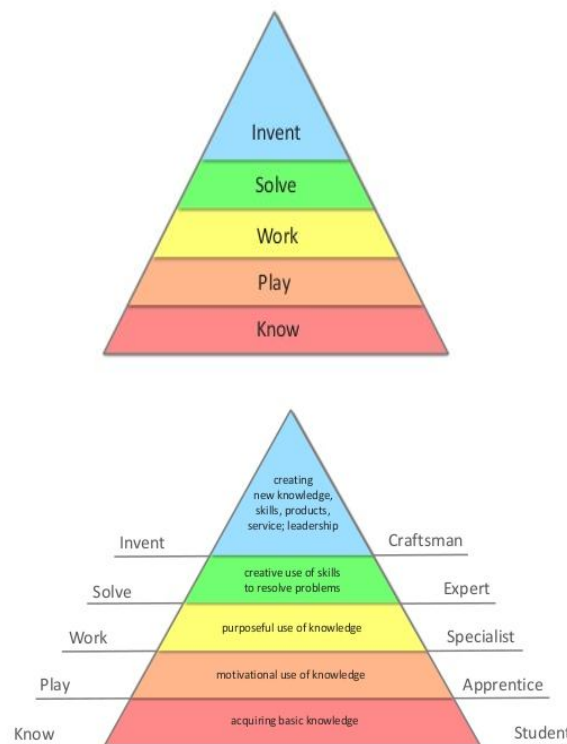 Invent
Solve
Work
Play
Know
creating
new knowledge,
skills, products,
service; leadership
Invent
Craftsman
creative use of skills
to resolve problems
Solve
Expert
purposeful use of knowledge
Work
Specialist
motivational use of knowledge
Play
Apprentice
acquiring basic knowledge
Know
Student